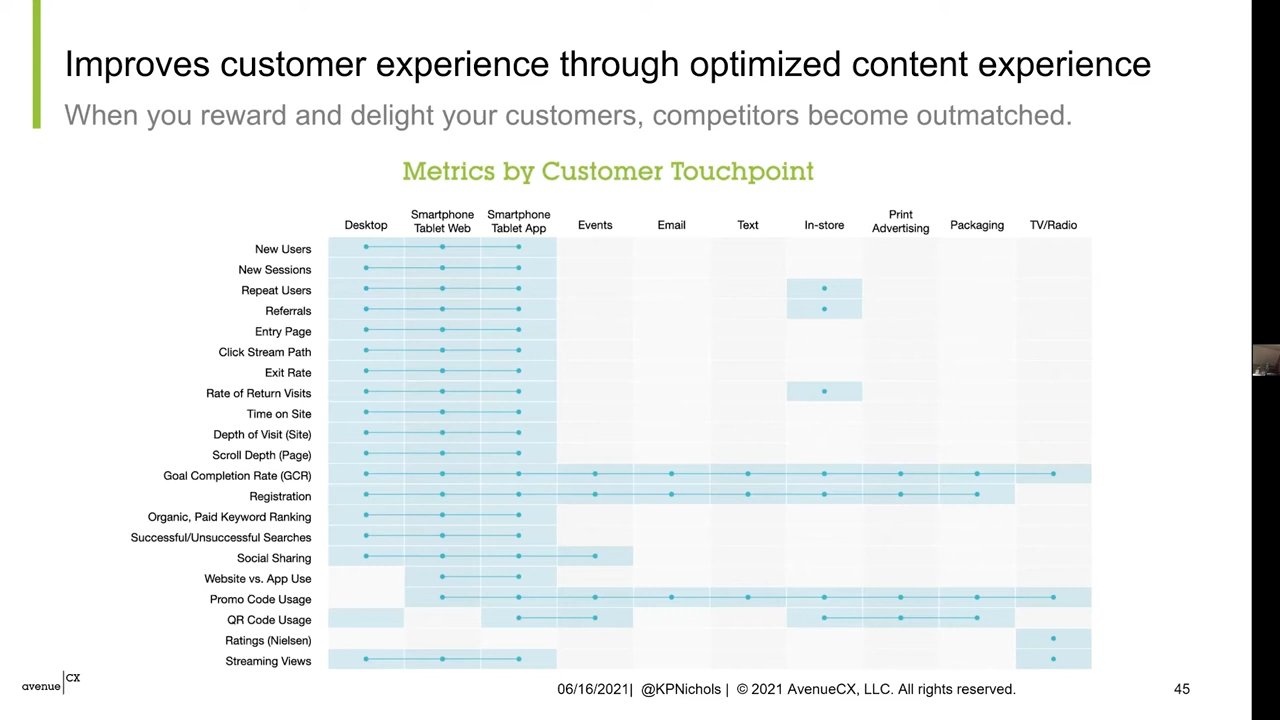 Improves customer experience through optimized content experience
When you reward and delight your customers, competitors become outmatched.
Metrics by Customer Touchpoint
Desktop
Smartphone
Tablet Web
Smartphone
Tablet App
Events
Email
Text
In-store
Print
Advertising
Packaging
TV/Radio
New Users
New Sessions
Repeat Users
Referrals
Entry Page
Click Stream Path
Exit Rate
Rate of Return Visits
Time on Site
Depth of Visit (Site)
Scroll Depth (Page)
Goal Completion Rate (GCR)
Registration
Organic, Paid Keyword Ranking
Successful/Unsuccessful Searches
Social Sharing
Website vs. App Use
Promo Code Usage
QR Code Usage
Ratings (Nielsen)
Streaming Views
avenue CX
06/16/2021| @KPNichols | © 2021 AvenueCX, LLC. All rights reserved.
45